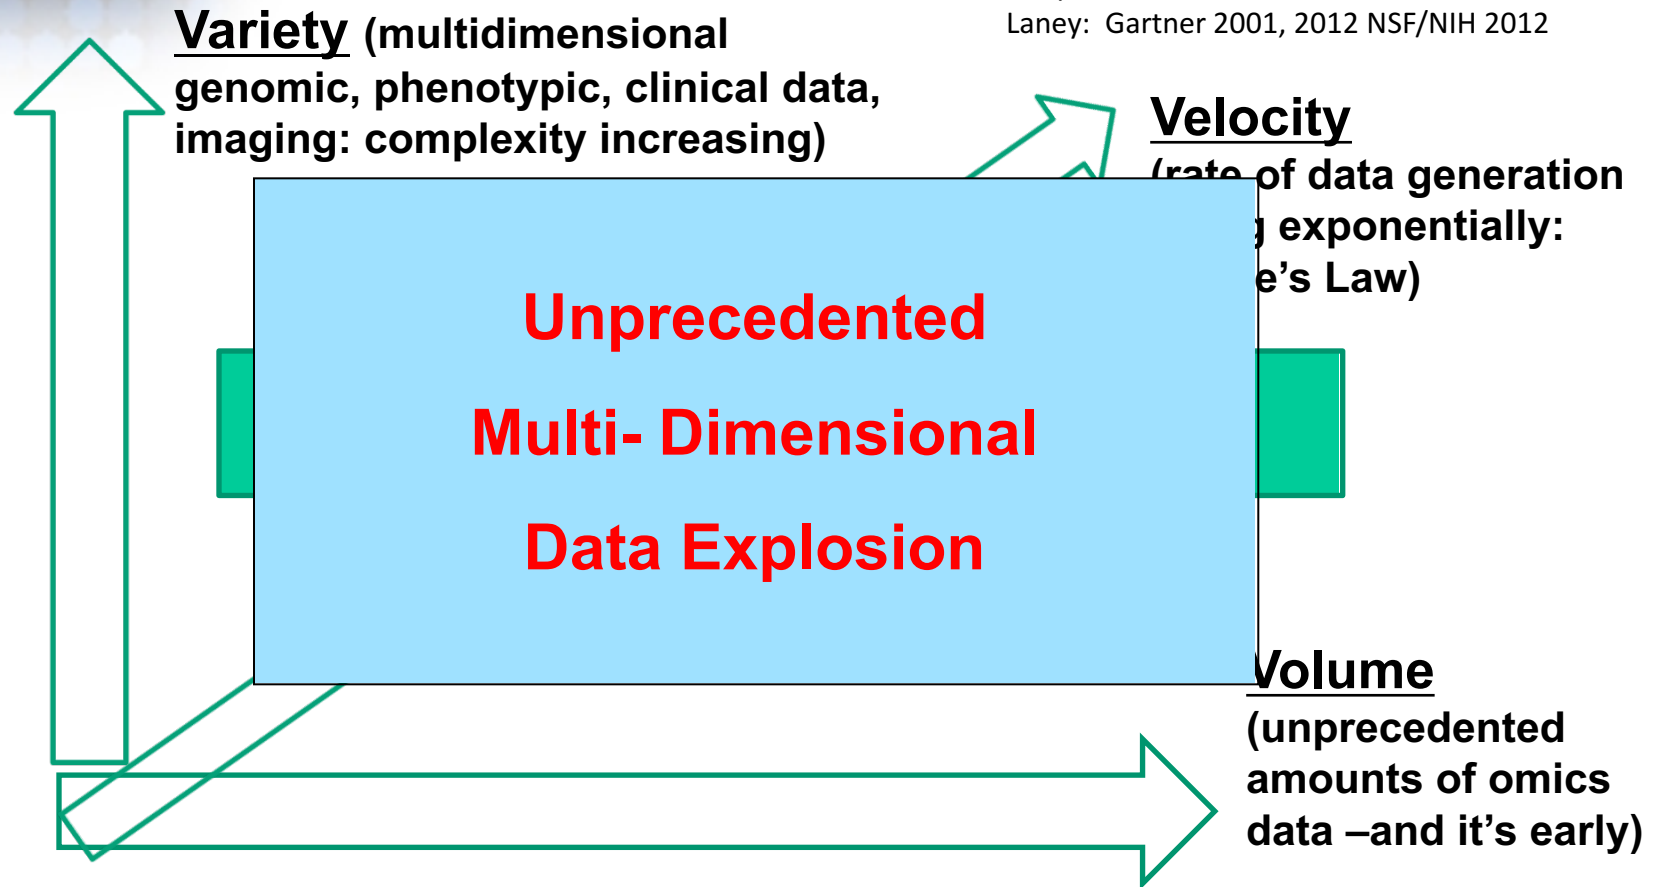 Laney: Gartner 2001, 2012 NSF/NIH 2012
Variety (multidimensional
genomic, phenotypic, clinical data,
imaging: complexity increasing)
Velocity
(rate of data generation
exponentially:
Law)
Unprecedented
Multi- Dimensional
Data Explosion
Volume
(unprecedented
amounts of omics
data –and it’s early)